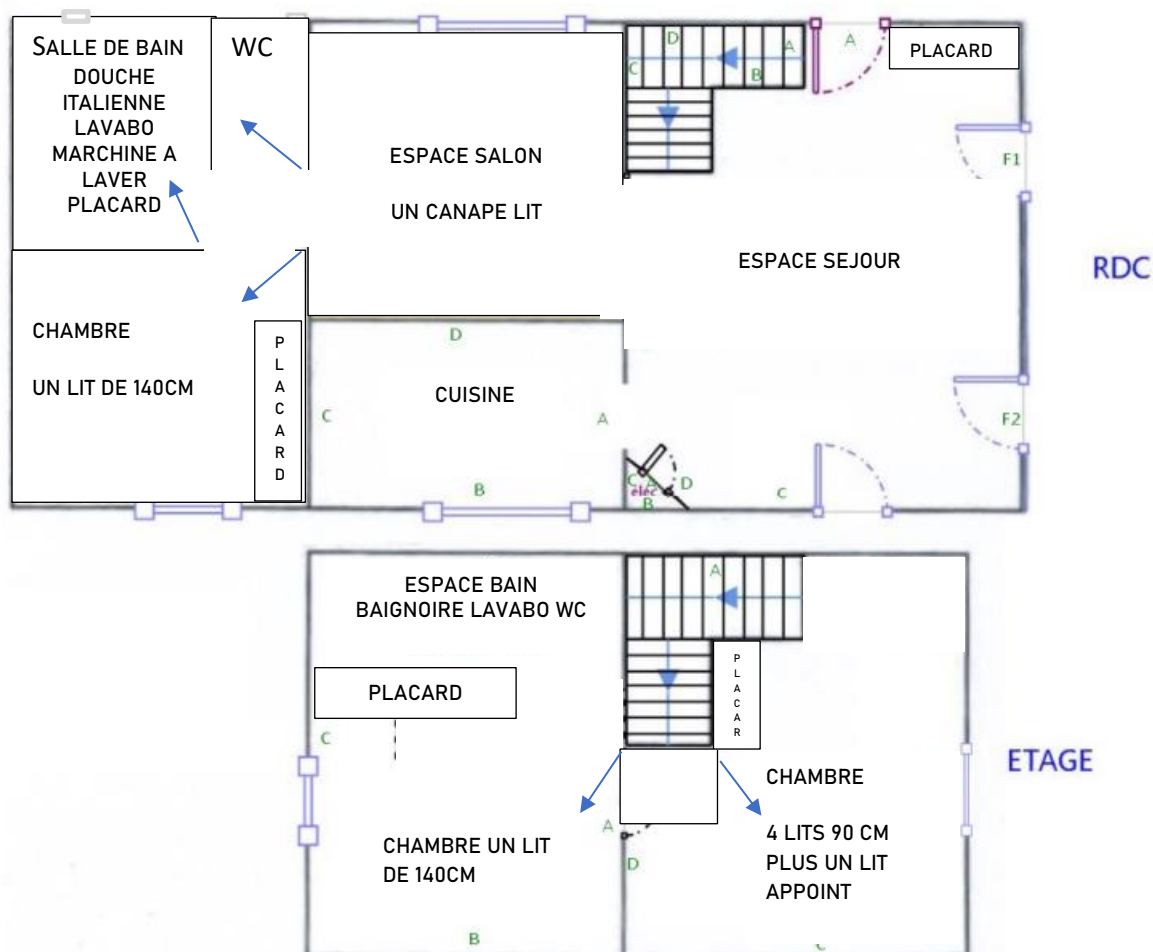 SALLE DE BAIN
DOUCHE
ITALIENNE
LAVABO
MARCHINE A
LAVER
PLACARD
WC
D
C
A
B
A
PLACARD
F1
ESPACE SALON
UN CANAPE LIT
ESPACE SEJOUR
RDC
CHAMBRE
UN LIT DE 140CM
PLACARD
D
C
CUISINE
A
B
F2
C
A
D
élec
B
C
ESPACE BAIN
BAIGNOIRE LAVABO WC
A
PLACARD
PLACAR
C
ETAGE
CHAMBRE
4 LITS 90 CM
PLUS UN LIT
APPOINT
CHAMBRE UN LIT
DE 140CM
A
D
B
C